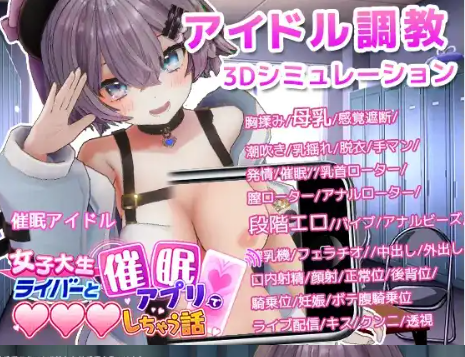 アイドル調教
3Dシミュレーション
胸揉み/母乳/感覚遮断/
潮吹き/乳揺れ/脱衣/手マン/
発情/催眠//乳首ローター/
膣ローター/アナルローター/
段階エロ/バイブ/アナルビーズ/
乳機/フェラチオ//中出し/外出し
口内射精/顔射/正常位/後背位/
騎乗位/妊娠/ボテ腹騎乗位
ライブ配信/キス/クンニ/透視
催眠アイドル
女子大生
ライバーと
催眠
アプリで
♡♡♡しちゃう話